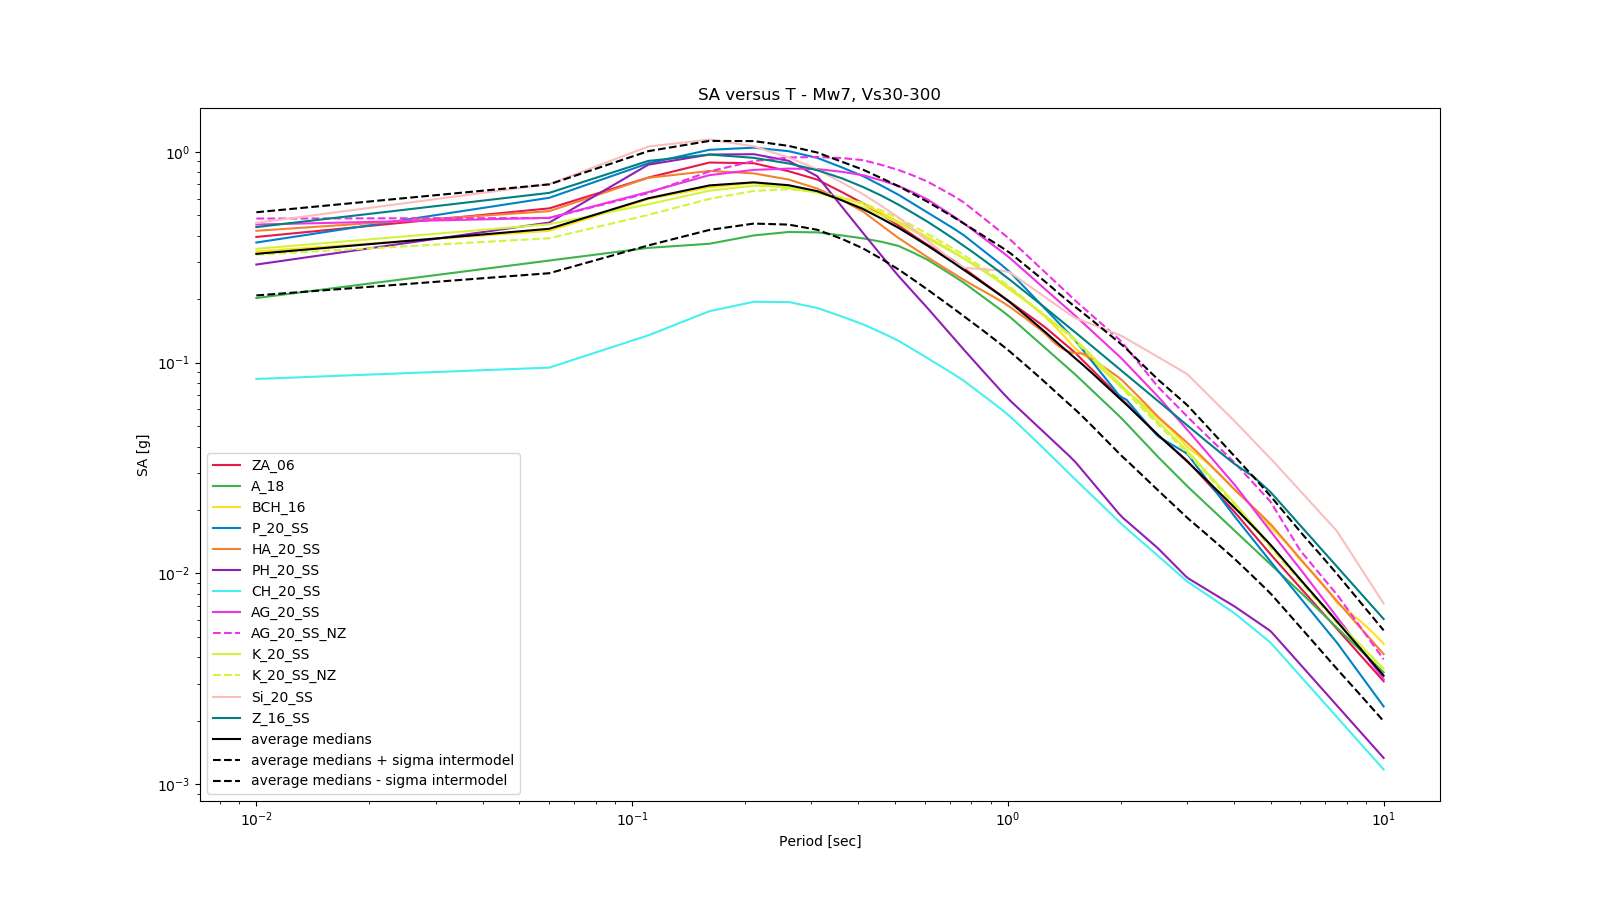 SA versus T - Mw7, Vs30-300
10⁰
10⁻¹
10⁻²
10⁻³
SA [g]
ZA_06
A_18
BCH_16
P_20_SS
HA_20_SS
PH_20_SS
CH_20_SS
AG_20_SS
AG_20_SS_NZ
K_20_SS
K_20_SS_NZ
Si_20_SS
Z_16_SS
average medians
average medians + sigma intermodel
average medians - sigma intermodel
10⁻² 10⁻¹ 10⁰ 10¹
Period [sec]